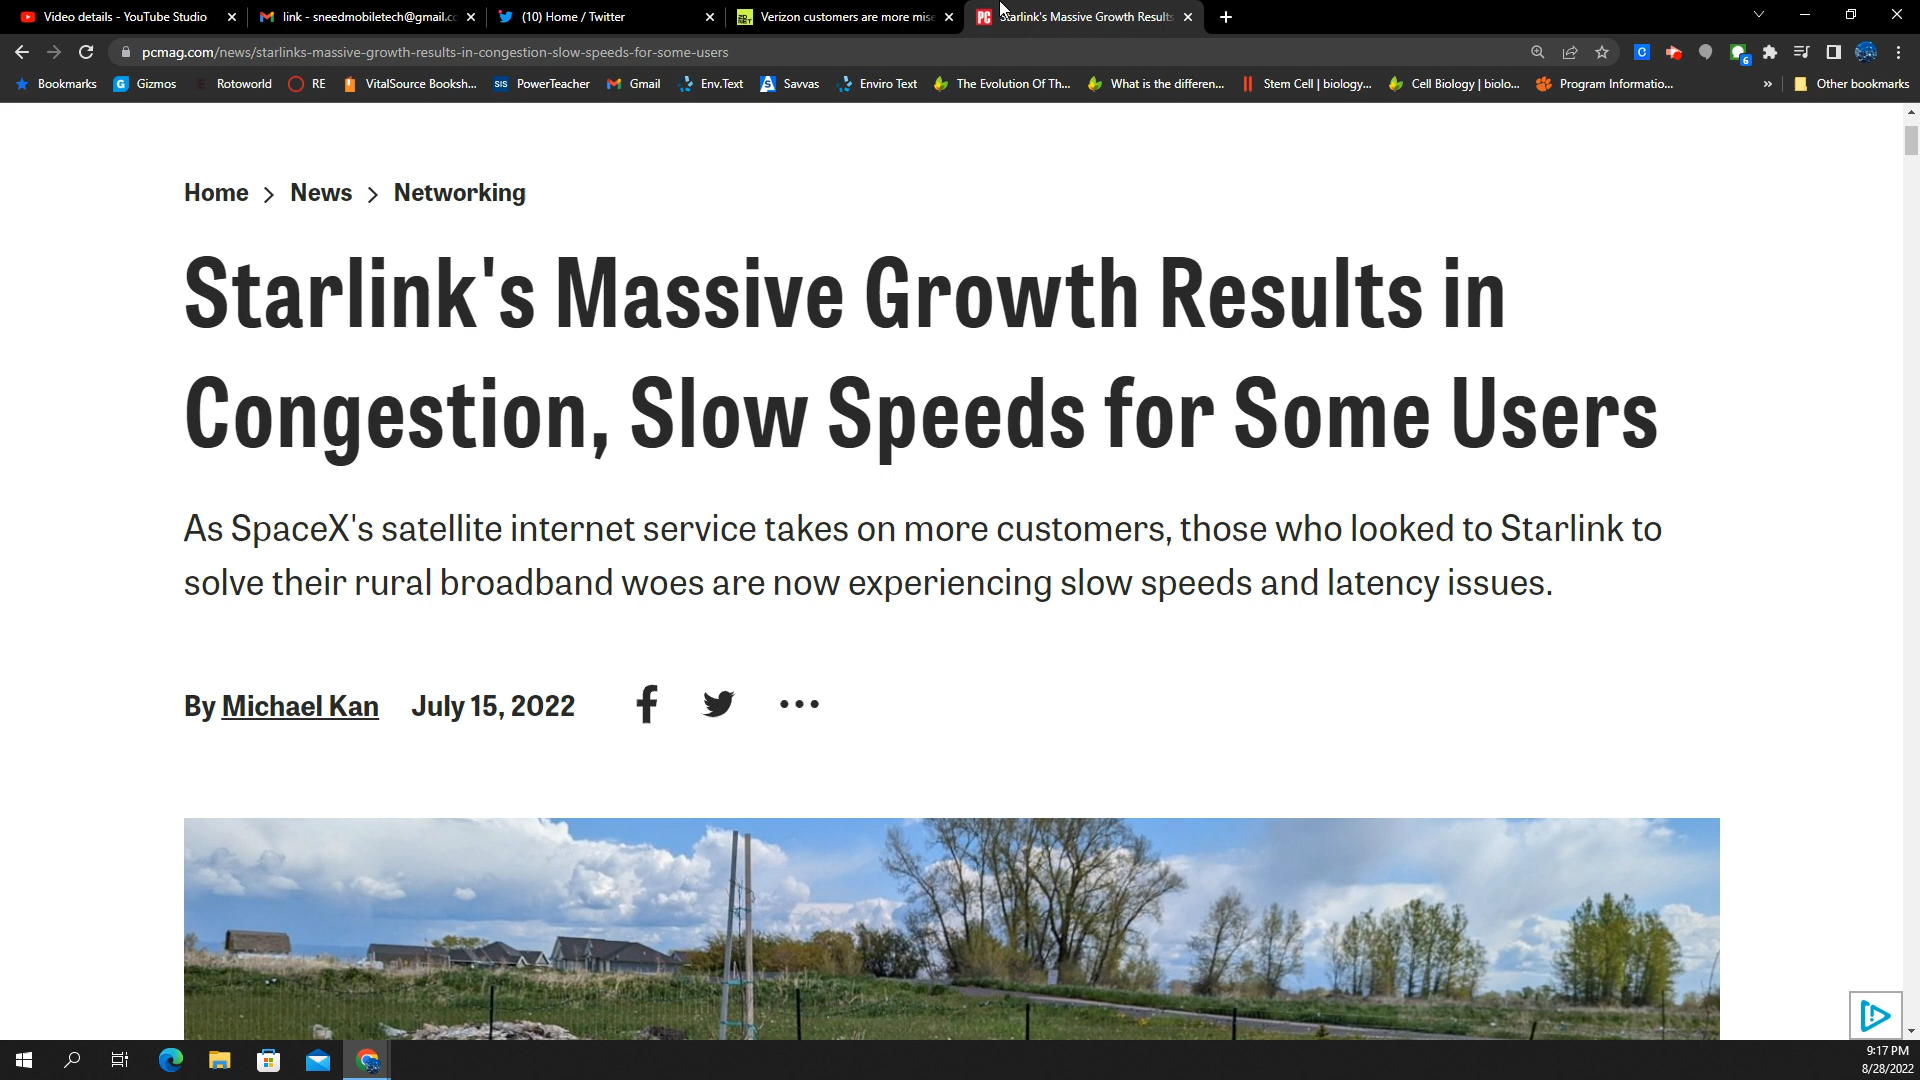 Video details - YouTube Studio
link - sneedmobiletech@gmail.cc
(10) Home / Twitter
Verizon customers are more mise
Starlink's Massive Growth Results
pcmag.com/news/starlinks-massive-growth-results-in-congestion-slow-speeds-for-some-users
Bookmarks
G Gizmos
Rotoworld
RE
VitalSource Booksh...
SIS PowerTeacher
Gmail
Env.Text
Savvas
Enviro Text
The Evolution Of Th...
What is the differen...
Stem Cell | biology...
Cell Biology | biolo...
Program Informatio...
»
Other bookmarks
Home > News > Networking
Starlink's Massive Growth Results in
Congestion, Slow Speeds for Some Users
As SpaceX's satellite internet service takes on more customers, those who looked to Starlink to
solve their rural broadband woes are now experiencing slow speeds and latency issues.
By Michael Kan July 15, 2022
9:17 PM
8/28/2022